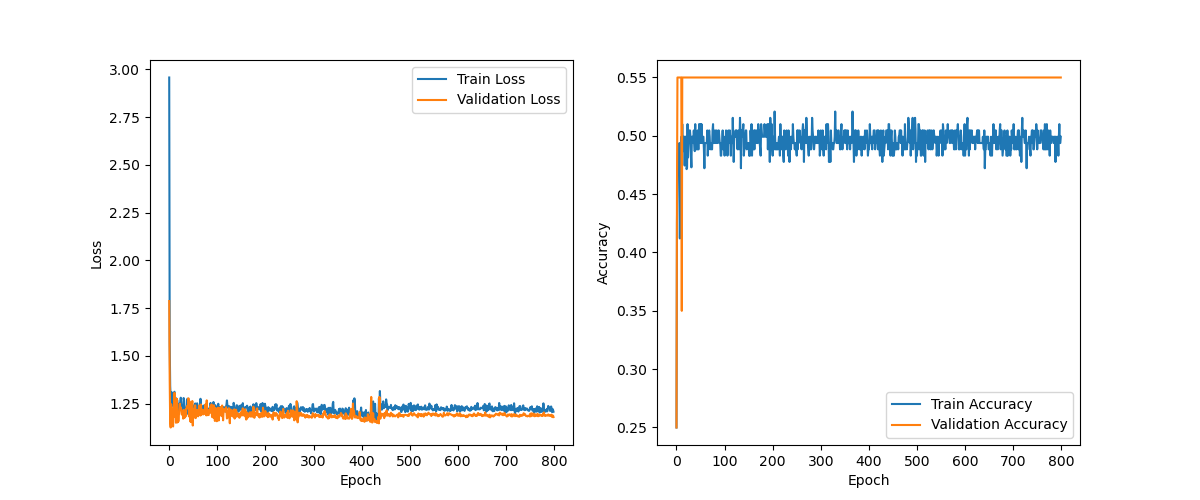 3.00
2.75
2.50
2.25
2.00
1.75
1.50
1.25
Loss
0 100 200 300 400 500 600 700 800
Epoch
Train Loss
Validation Loss
0.55
0.50
0.45
0.40
0.35
0.30
0.25
Accuracy
0 100 200 300 400 500 600 700 800
Epoch
Train Accuracy
Validation Accuracy